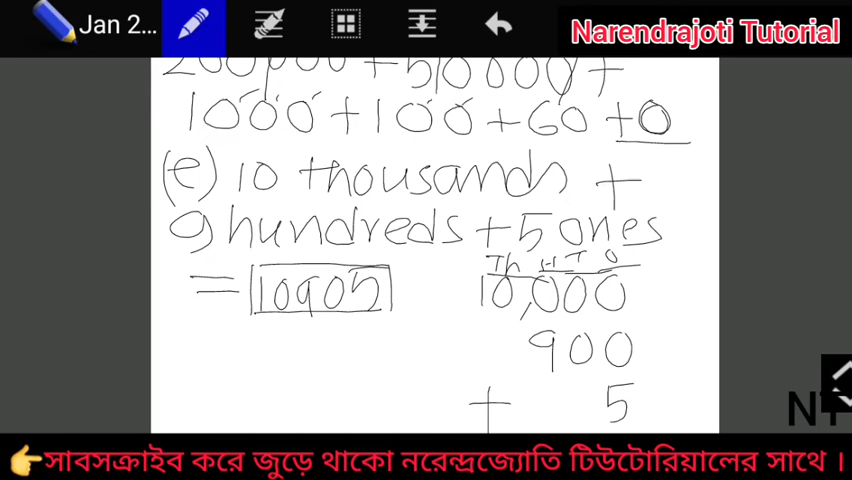 Jan 2...
Narendrajoti Tutorial
200000 + 50000 +
1000 + 100 + 60 + 0
(e) 10 thousands +
9 hundreds + 5 ones
Th H T O
= 10905 10,000
900
+ 5
NT
👉সাবসক্রাইব করে জুড়ে থাকো নরেন্দ্রজ্যোতি টিউটোরিয়ালের সাথে ।